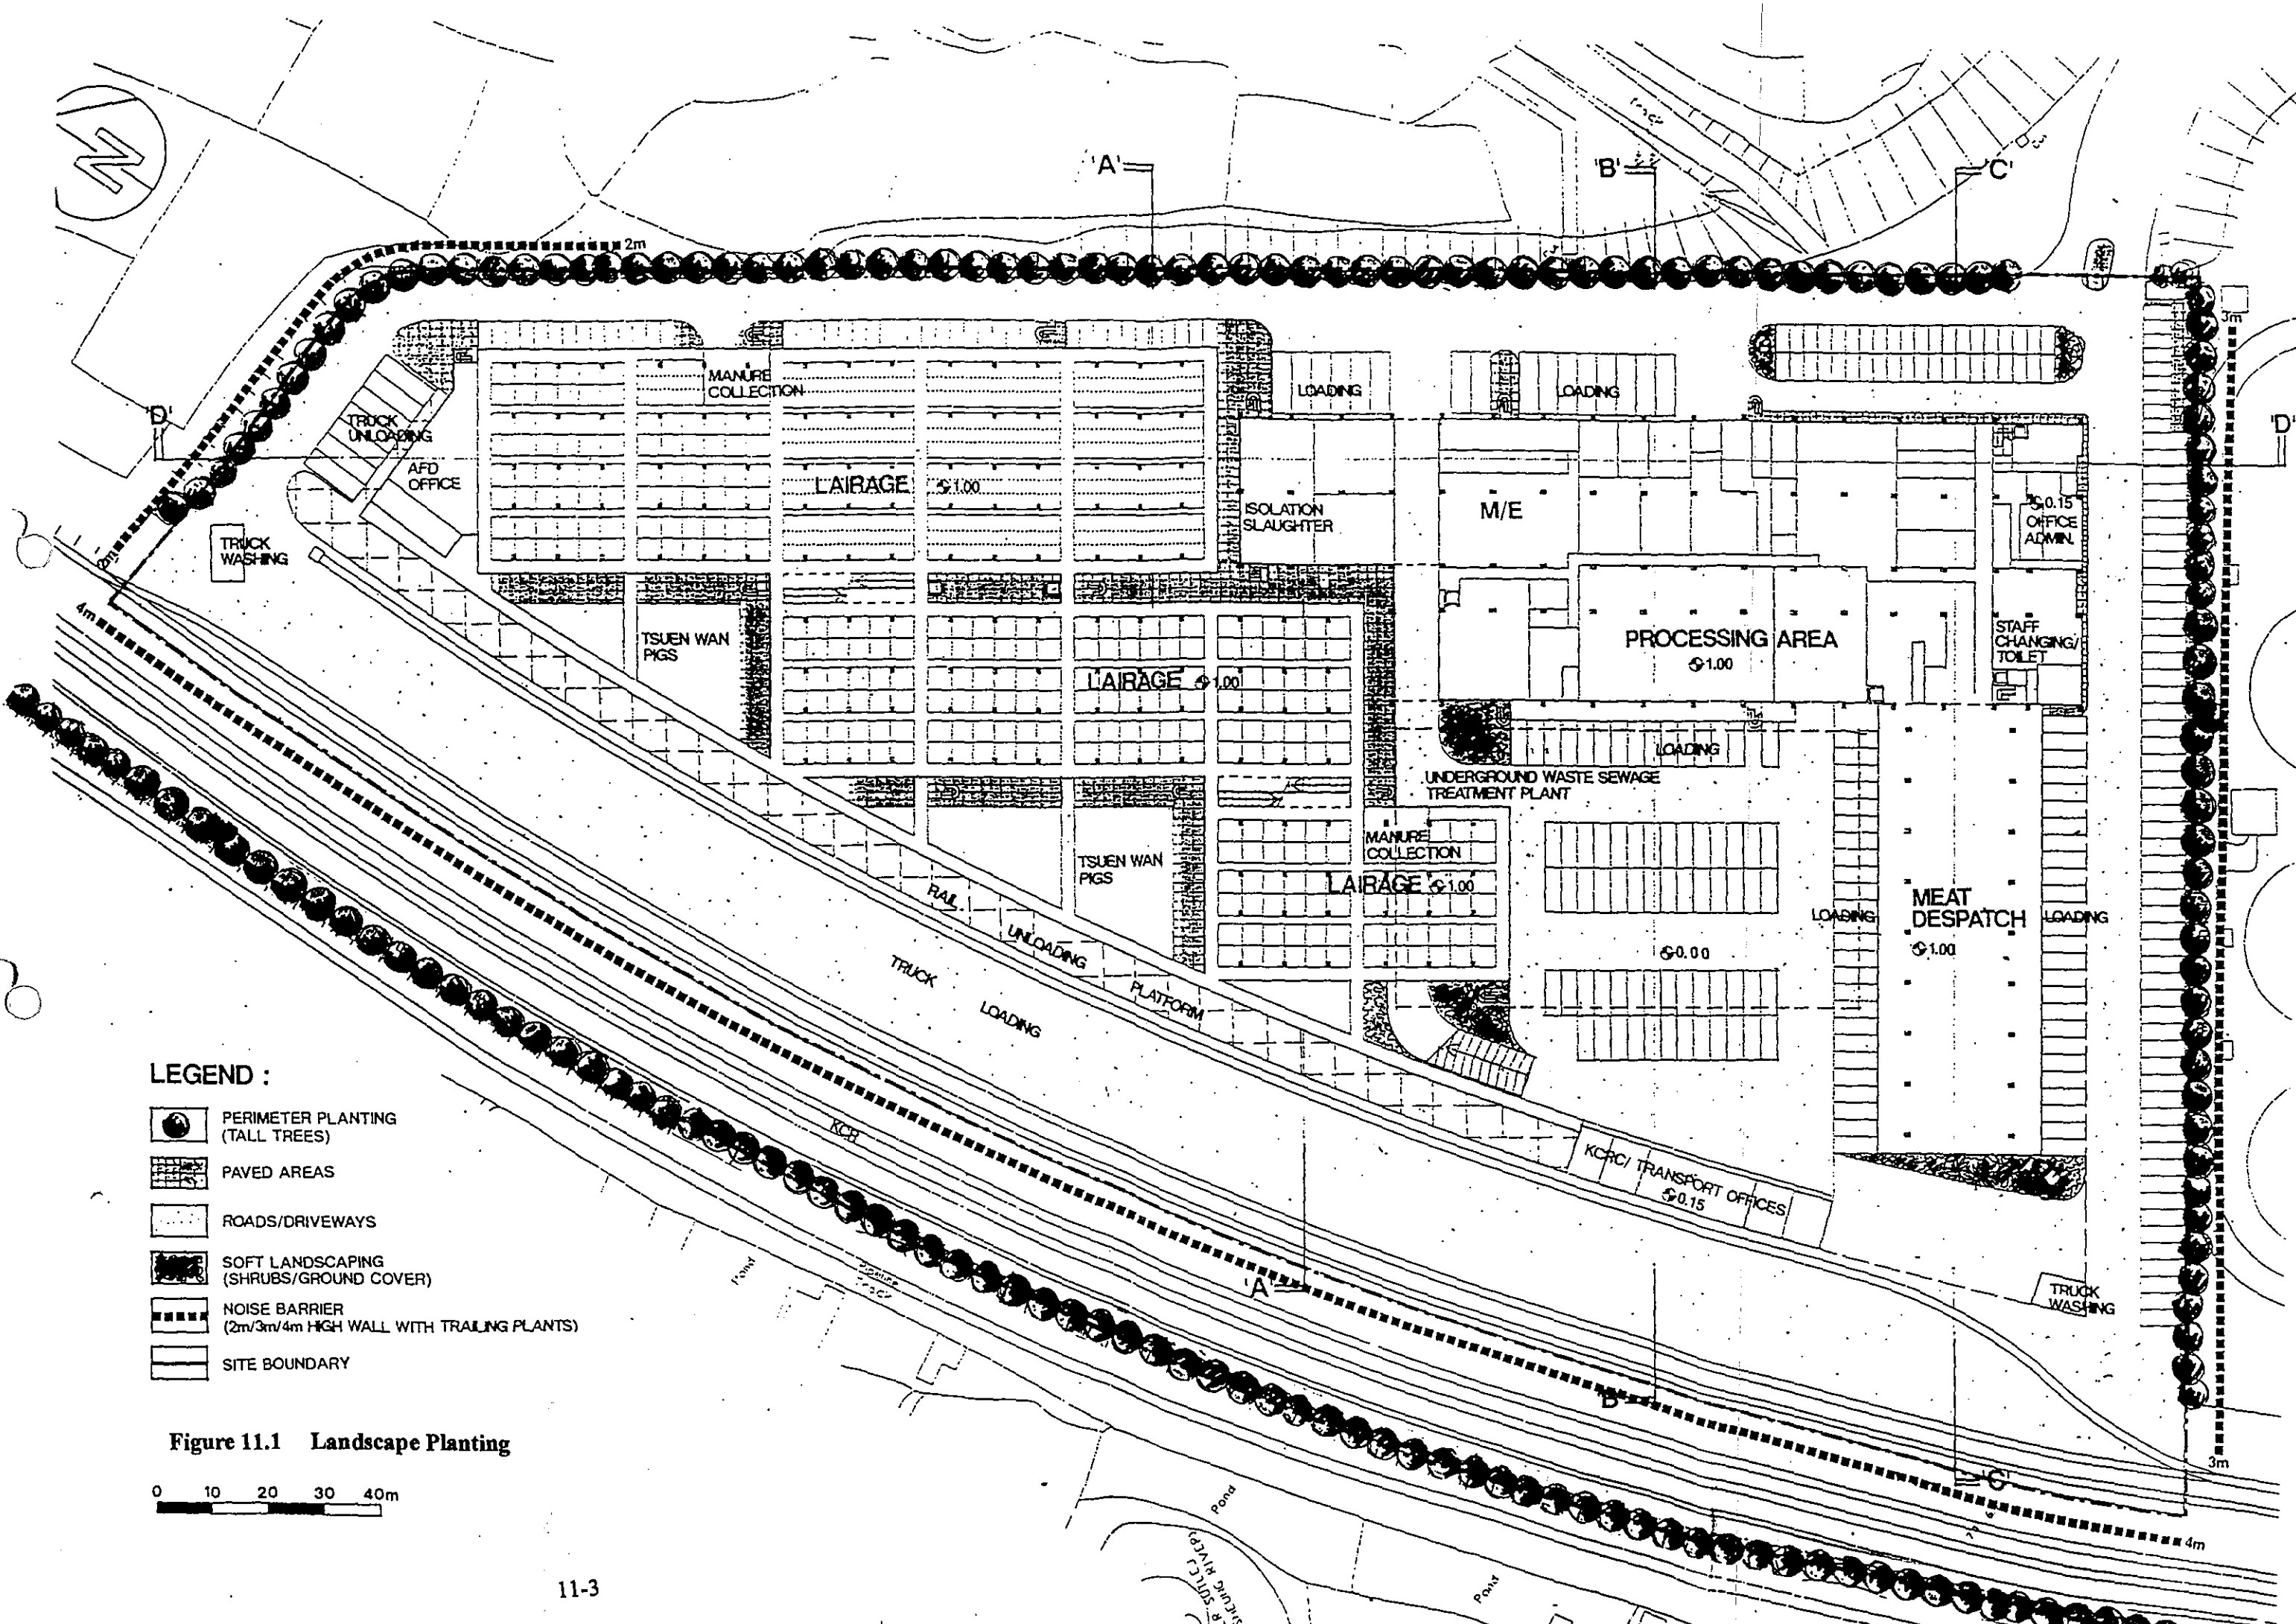 2m
'A'
'B'
'C'
3m
'D'
'D'
MANURE
COLLECTION
LOADING
LOADING
TRUCK
UNLOADING
AFD
OFFICE
LAIRAGE 1.00
ISOLATION
SLAUGHTER
M/E
0.15
OFFICE
ADMIN.
TRUCK
WASHING
2m
4m
TSUEN WAN
PIGS
LAIRAGE 1.00
PROCESSING AREA
1.00
STAFF
CHANGING/
TOILET
LOADING
UNDERGROUND WASTE SEWAGE
TREATMENT PLANT
MANURE
COLLECTION
TSUEN WAN
PIGS
LAIRAGE 1.00
RAIL UNLOADING PLATFORM
TRUCK LOADING
0.00
LOADING
MEAT
DESPATCH
1.00
LOADING
KCR
KCRC/ TRANSPORT OFFICES
0.15
TRUCK
WASHING
'A'
'B'
'C'
3m
4m
Pond
Pond
Pond
LEGEND :
PERIMETER PLANTING
(TALL TREES)
PAVED AREAS
ROADS/DRIVEWAYS
SOFT LANDSCAPING
(SHRUBS/GROUND COVER)
NOISE BARRIER
(2m/3m/4m HIGH WALL WITH TRAILING PLANTS)
SITE BOUNDARY
Figure 11.1 Landscape Planting
0 10 20 30 40m
11-3